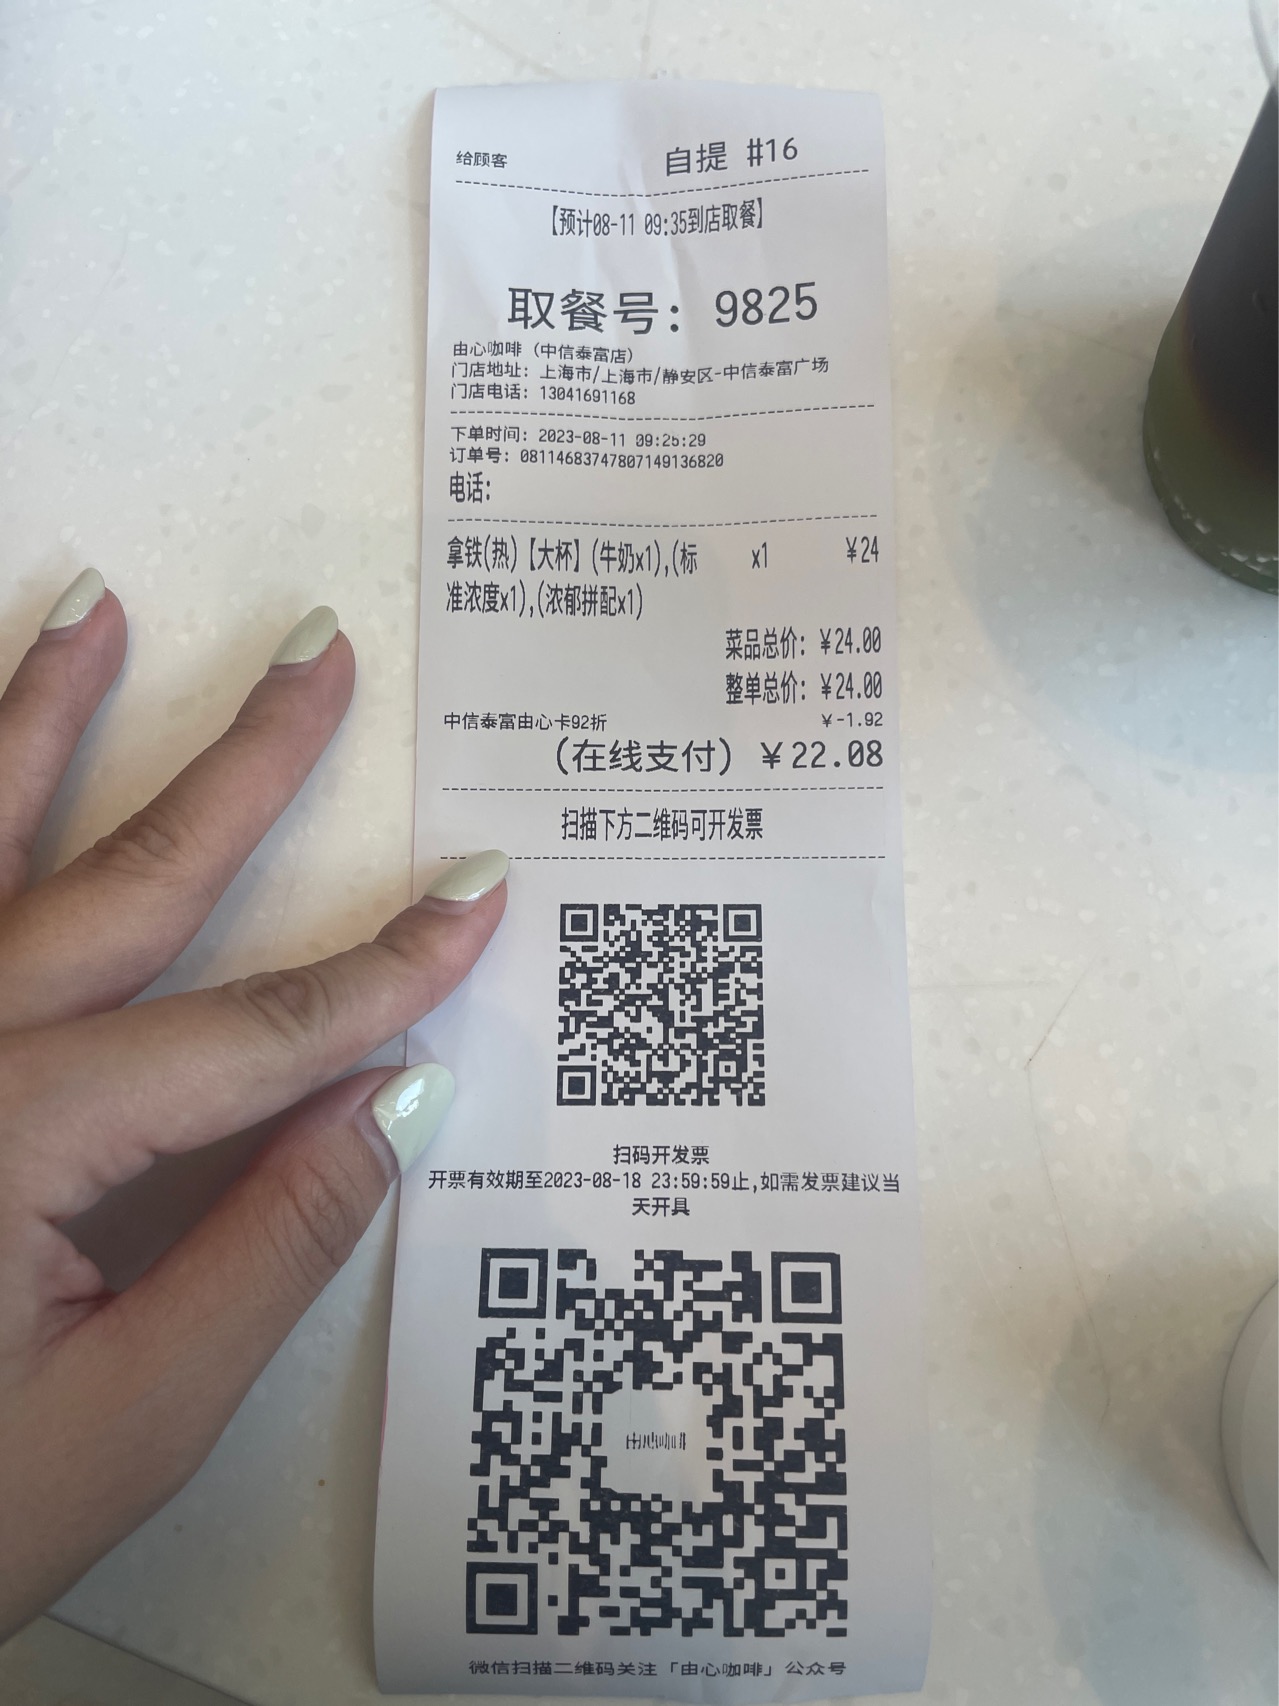 给顾客 自提 #16
【预计08-11 09:35到店取餐】
取餐号: 9825
由心咖啡（中信泰富店）
门店地址: 上海市/上海市/静安区-中信泰富广场
门店电话: 13041691168
下单时间: 2023-08-11 09:25:29
订单号: 08114683747807149136820
电话:
拿铁(热)【大杯】(牛奶x1),(标 x1 ￥24
准浓度x1),(浓郁拼配x1)
菜品总价: ￥24.00
整单总价: ￥24.00
中信泰富由心卡92折 ￥-1.92
(在线支付) ￥22.08
扫描下方二维码可开发票
扫码开发票
开票有效期至2023-08-18 23:59:59止,如需发票建议当
天开具
由心咖啡
微信扫描二维码关注「由心咖啡」公众号